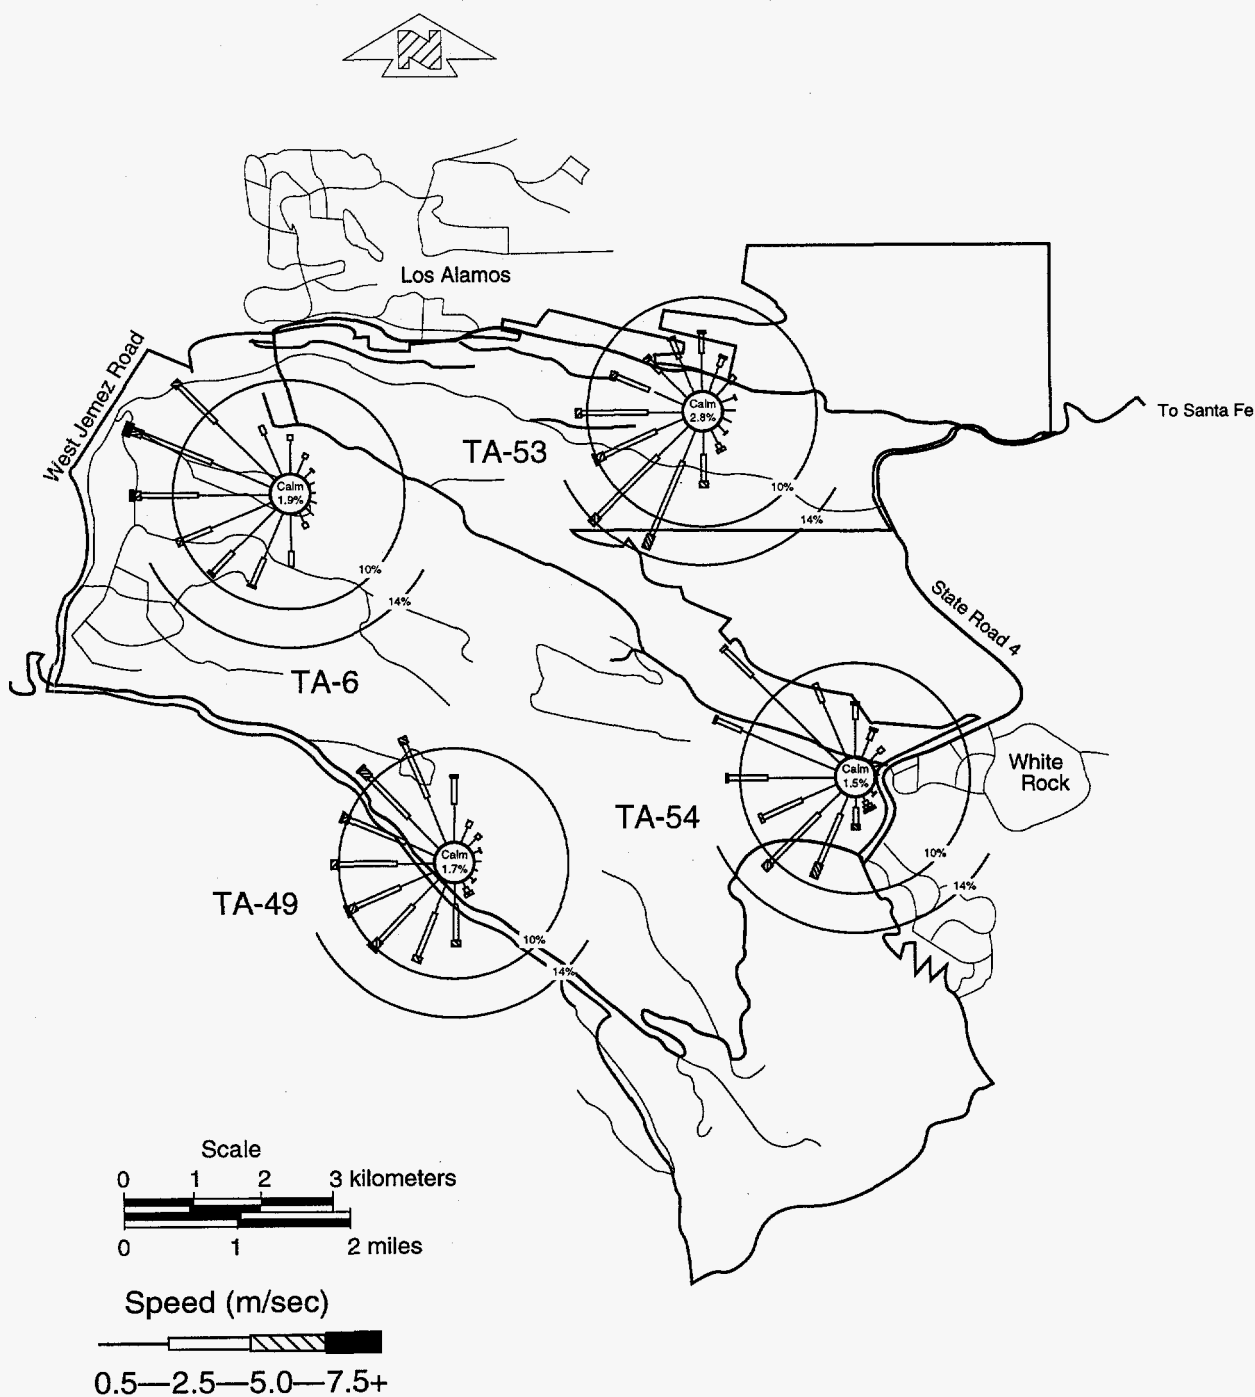 N
Los Alamos
West Jemez Road
To Santa Fe
Calm
2.8%
TA-53
10%
14%
Calm
1.9%
10%
14%
TA-6
State Road 4
White
Rock
Calm
1.5%
TA-54
10%
14%
Calm
1.7%
TA-49
10%
14%
Scale
0 1 2 3 kilometers
0 1 2 miles
Speed (m/sec)
0.5—2.5—5.0—7.5+